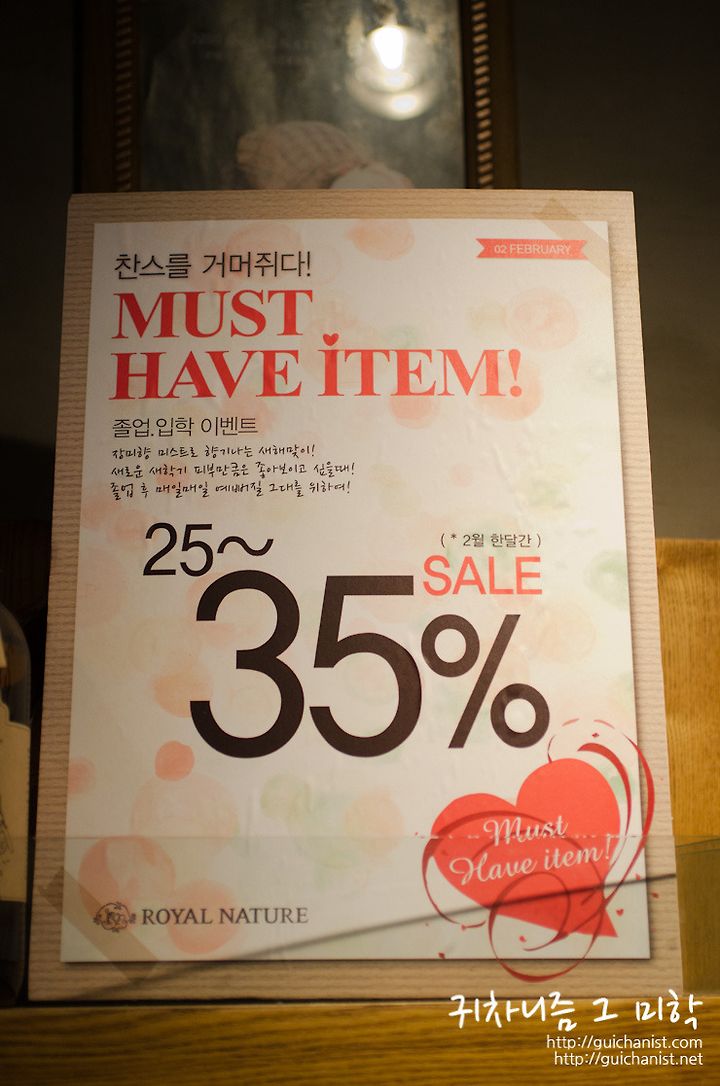 02 FEBRUARY
찬스를 거머쥐다!
MUST
HAVE iTEM!
졸업.입학 이벤트
장미향 미스트로 향기나는 새해맞이!
새로운 새학기 피부만큼은 좋아보이고 싶을때!
졸업 후 매일매일 예뻐질 그대를 위하여!
25~
35%
( * 2월 한달간 )
SALE
Must
Have item!
ROYAL NATURE
귀차니즘 그 미학
http://guichanist.com
http://guichanist.net